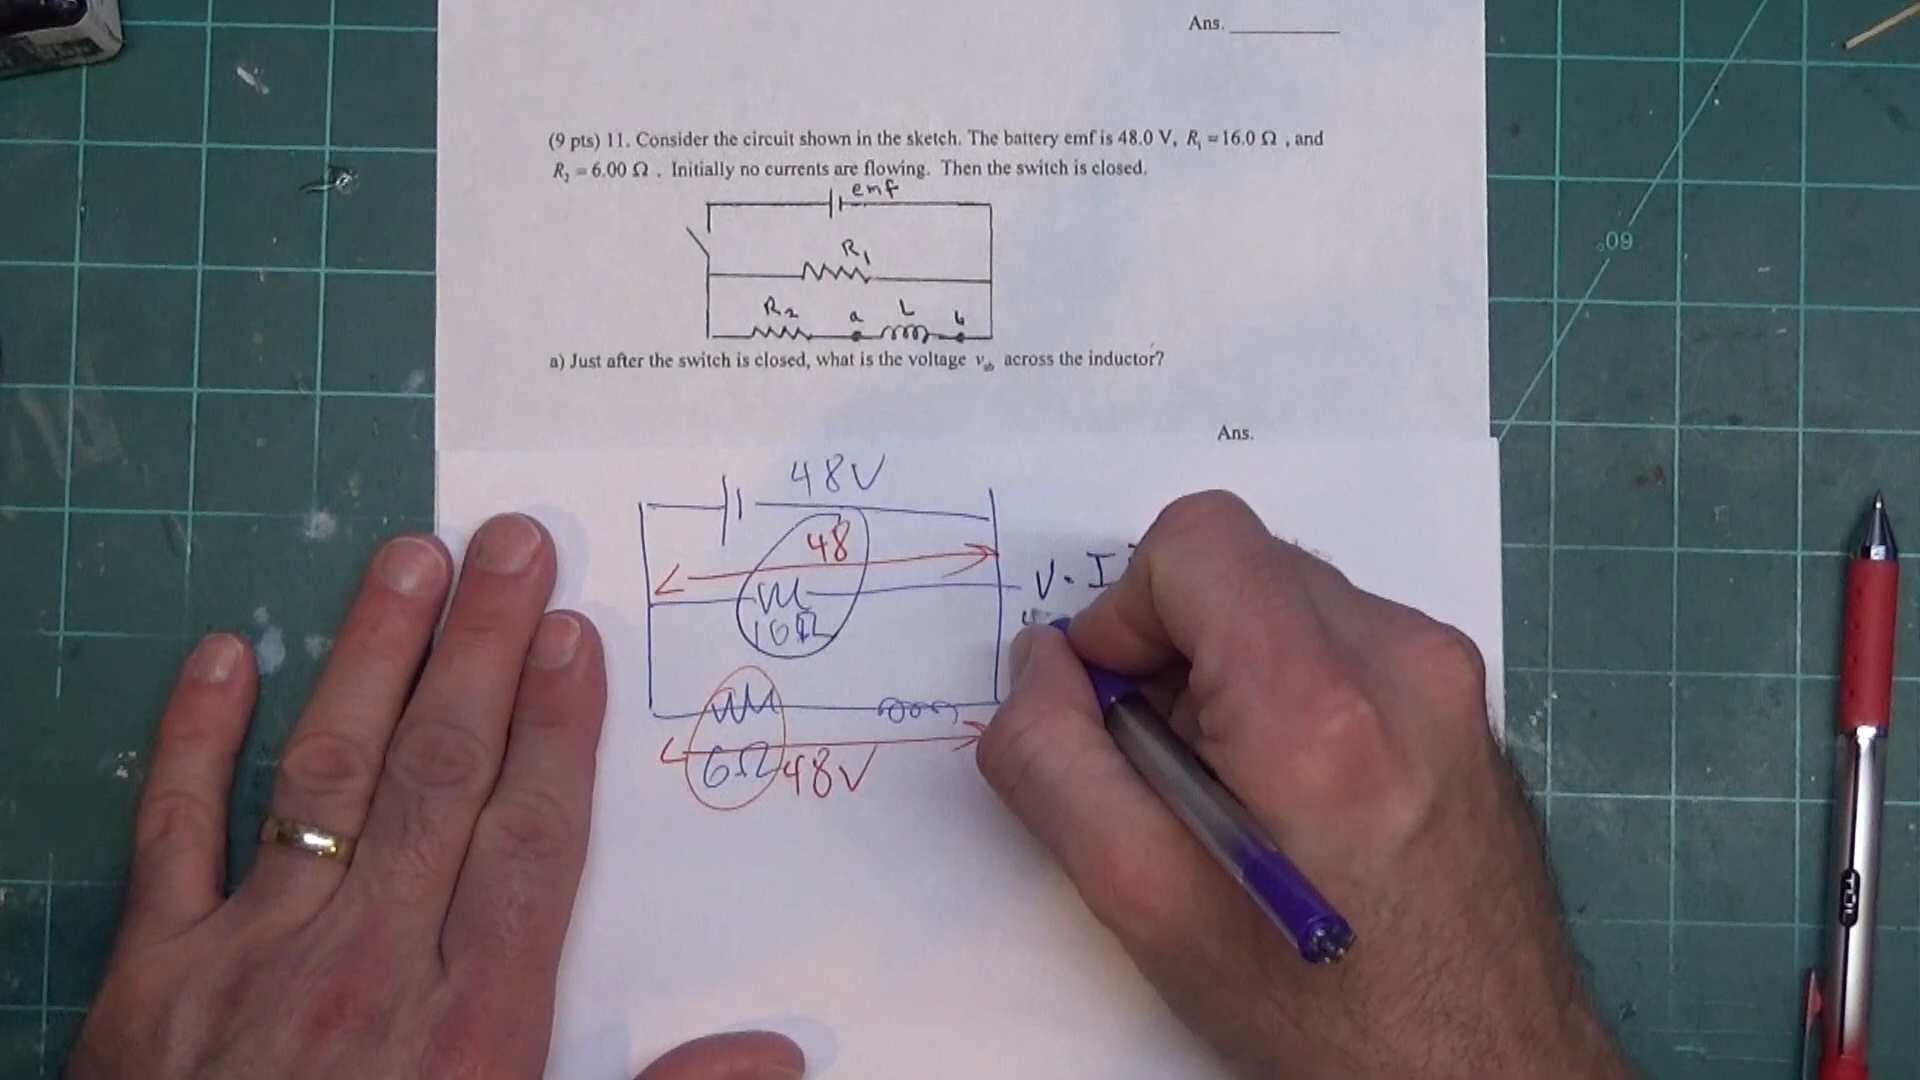 Ans. ________
(9 pts) 11. Consider the circuit shown in the sketch. The battery emf is 48.0 V, R₁ = 16.0 Ω , and
R₂ = 6.00 Ω . Initially no currents are flowing. Then the switch is closed.
emf
R₁
R₂ a L b
a) Just after the switch is closed, what is the voltage v_ab across the inductor?
Ans.
48V
48
V = I
16Ω
6Ω 48V
60
TUL